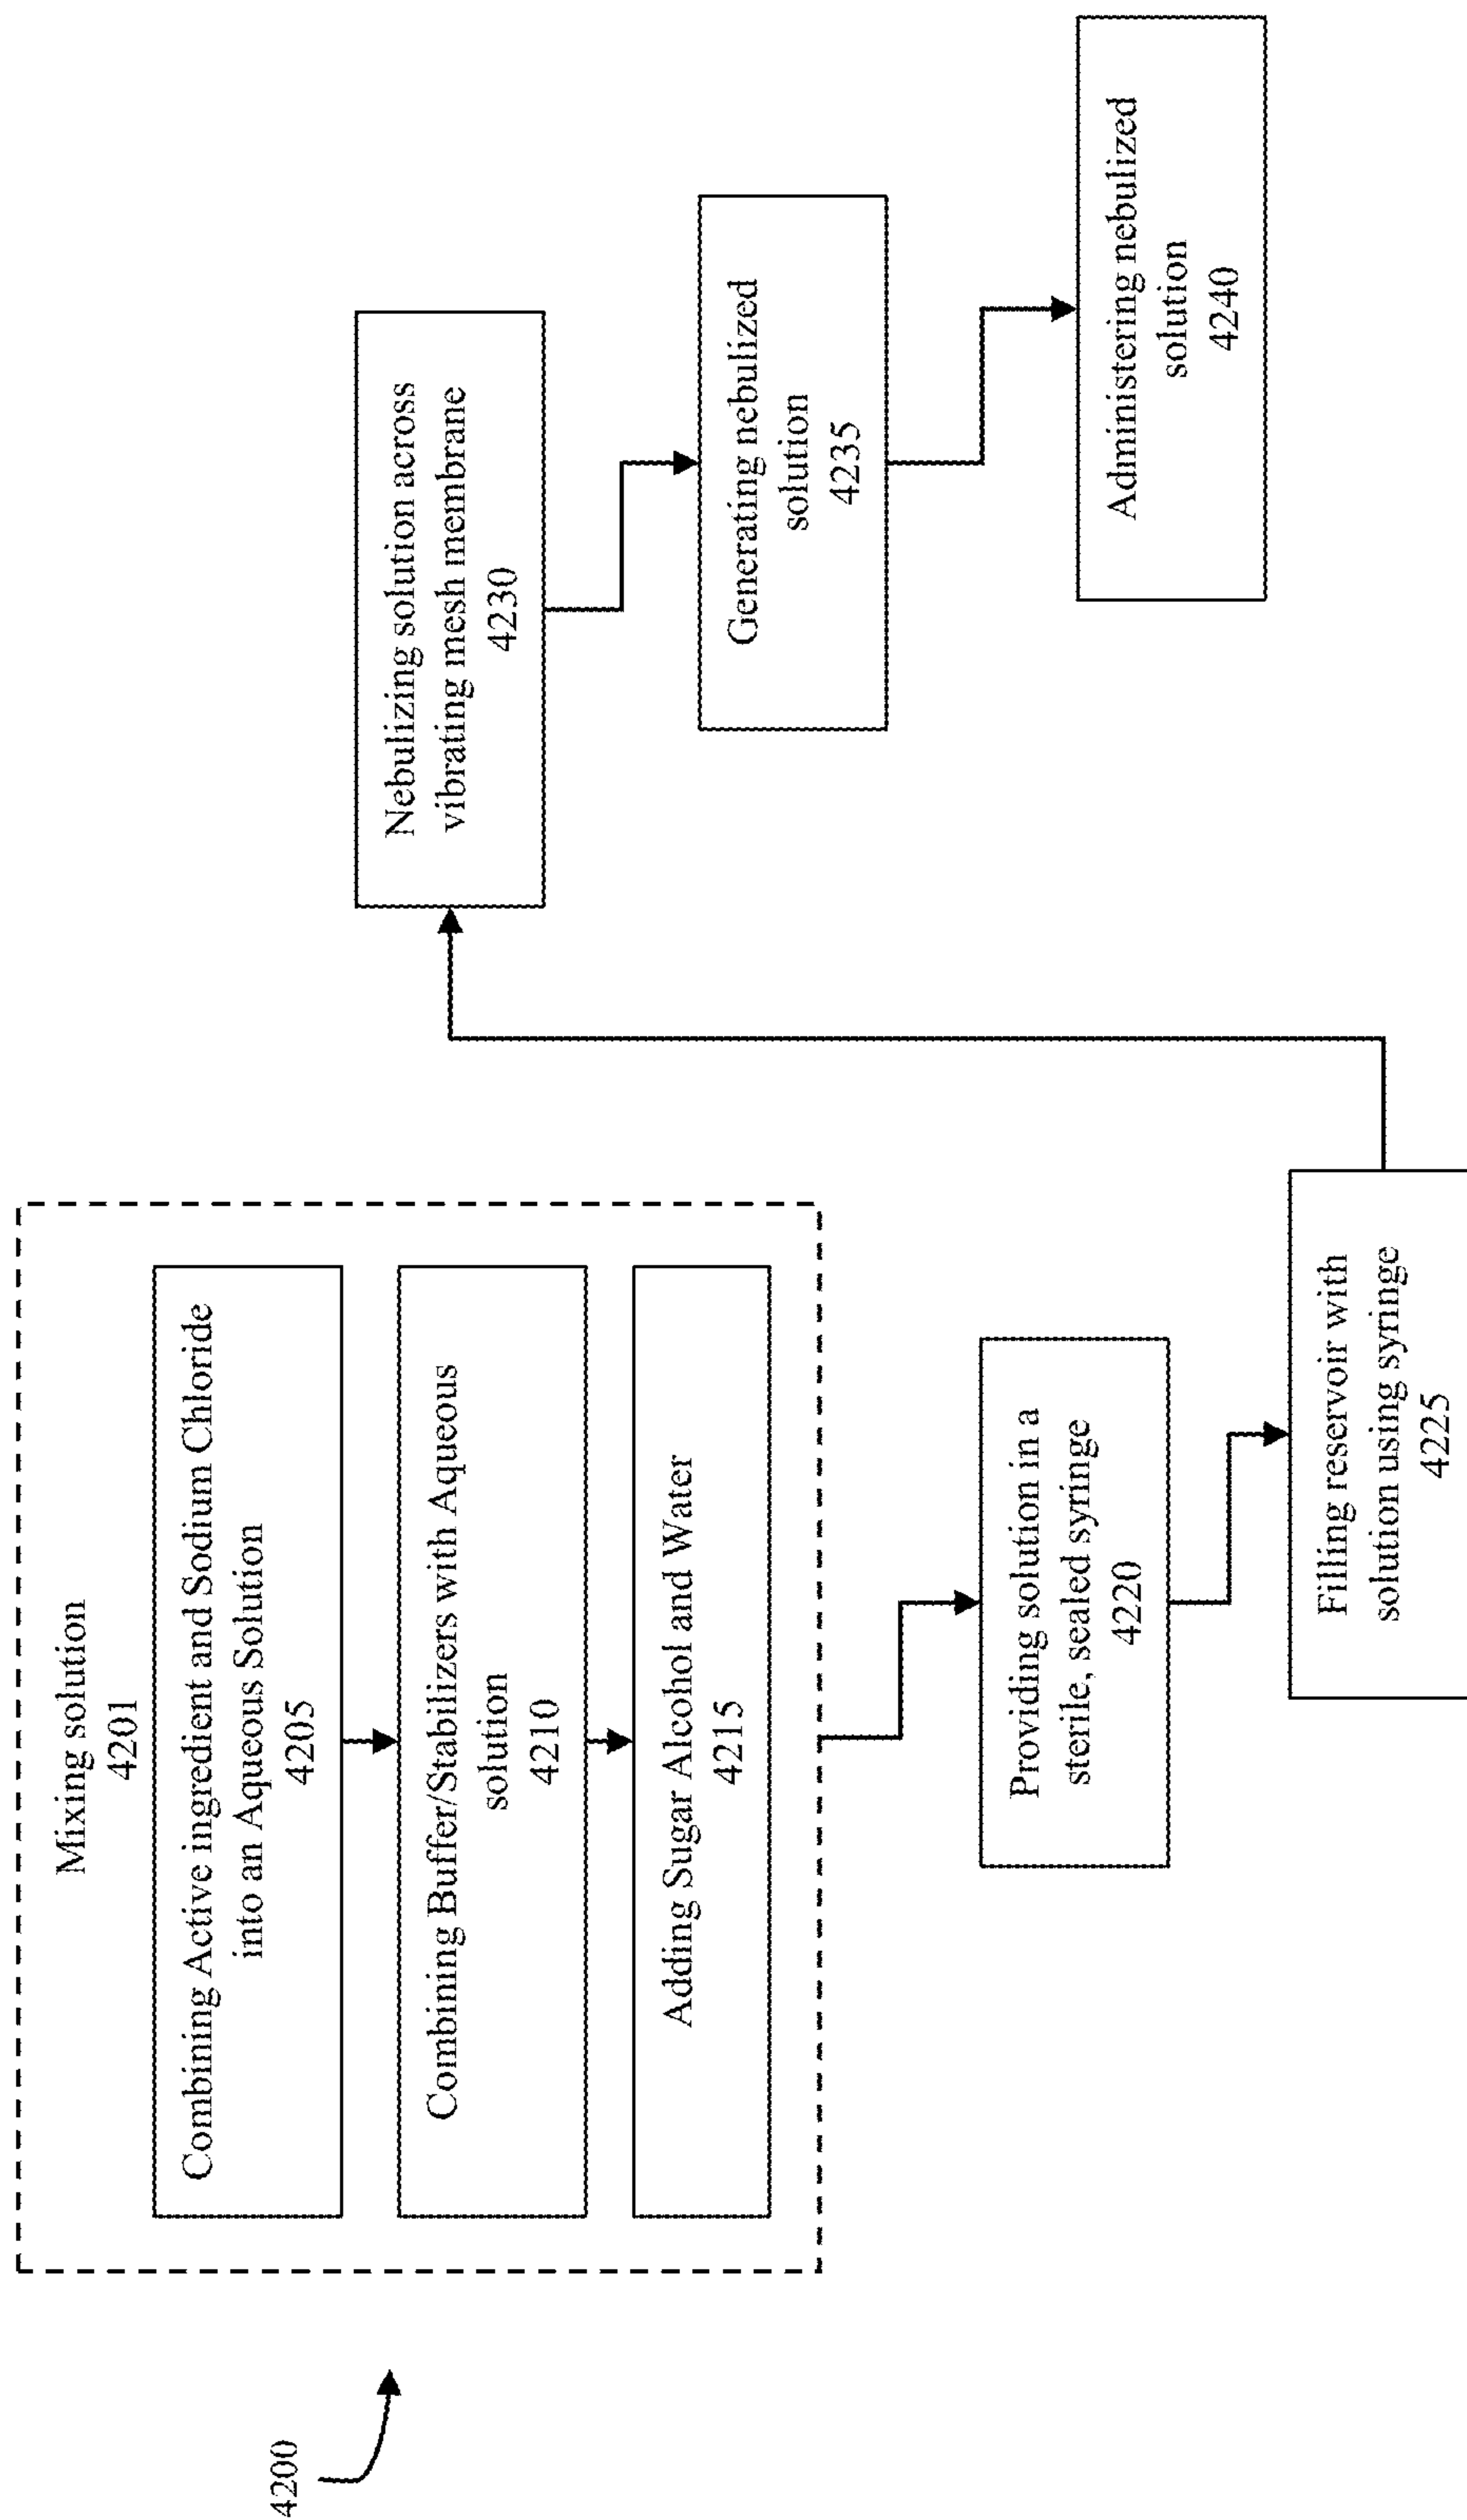 4200
Mixing solution
4201
Combining Active ingredient and Sodium Chloride
into an Aqueous Solution
4205
Combining Buffer/Stabilizers with Aqueous
solution
4210
Adding Sugar Alcohol and Water
4215
Providing solution in a
sterile, sealed syringe
4220
Filling reservoir with
solution using syringe
4225
Nebulizing solution across
vibrating mesh membrane
4230
Generating nebulized
solution
4235
Administering nebulized
solution
4240